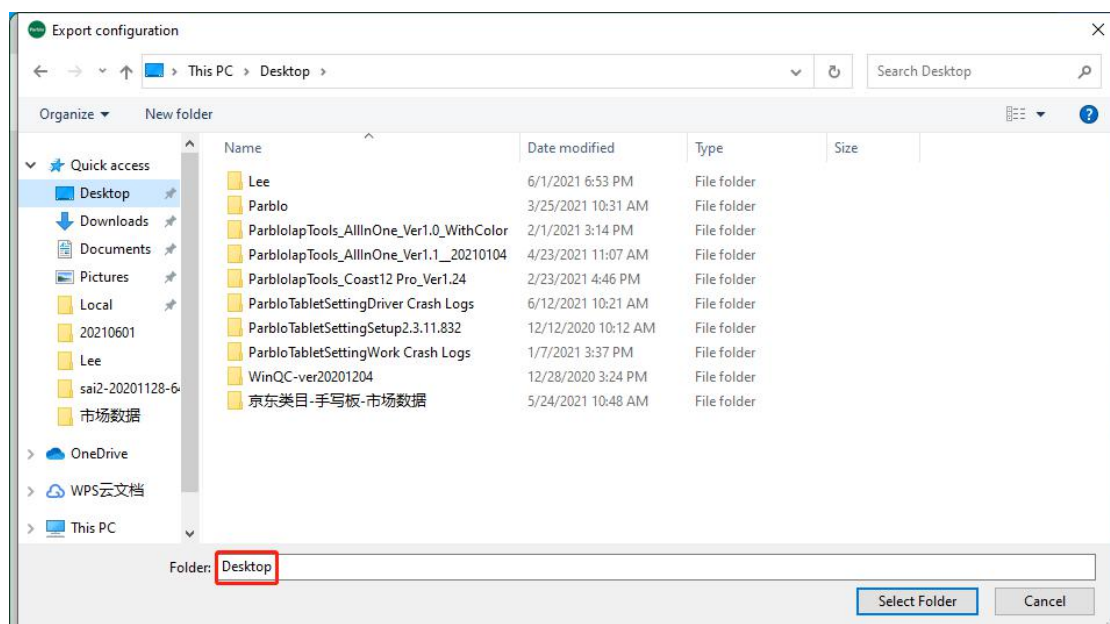 Parblo Export configuration
This PC > Desktop >
Search Desktop
Organize
New folder
Name Date modified Type Size
Quick access
Desktop
Downloads
Documents
Pictures
Local
20210601
Lee
sai2-20201128-64
市场数据
OneDrive
WPS云文档
This PC
Lee 6/1/2021 6:53 PM File folder
Parblo 3/25/2021 10:31 AM File folder
ParblolapTools_AllInOne_Ver1.0_WithColor 2/1/2021 3:14 PM File folder
ParblolapTools_AllInOne_Ver1.1__20210104 4/23/2021 11:07 AM File folder
ParblolapTools_Coast12 Pro_Ver1.24 2/23/2021 4:46 PM File folder
ParbloTabletSettingDriver Crash Logs 6/12/2021 10:21 AM File folder
ParbloTabletSettingSetup2.3.11.832 12/12/2020 10:12 AM File folder
ParbloTabletSettingWork Crash Logs 1/7/2021 3:37 PM File folder
WinQC-ver20201204 12/28/2020 3:24 PM File folder
京东类目-手写板-市场数据 5/24/2021 10:48 AM File folder
Folder: Desktop
Select Folder Cancel